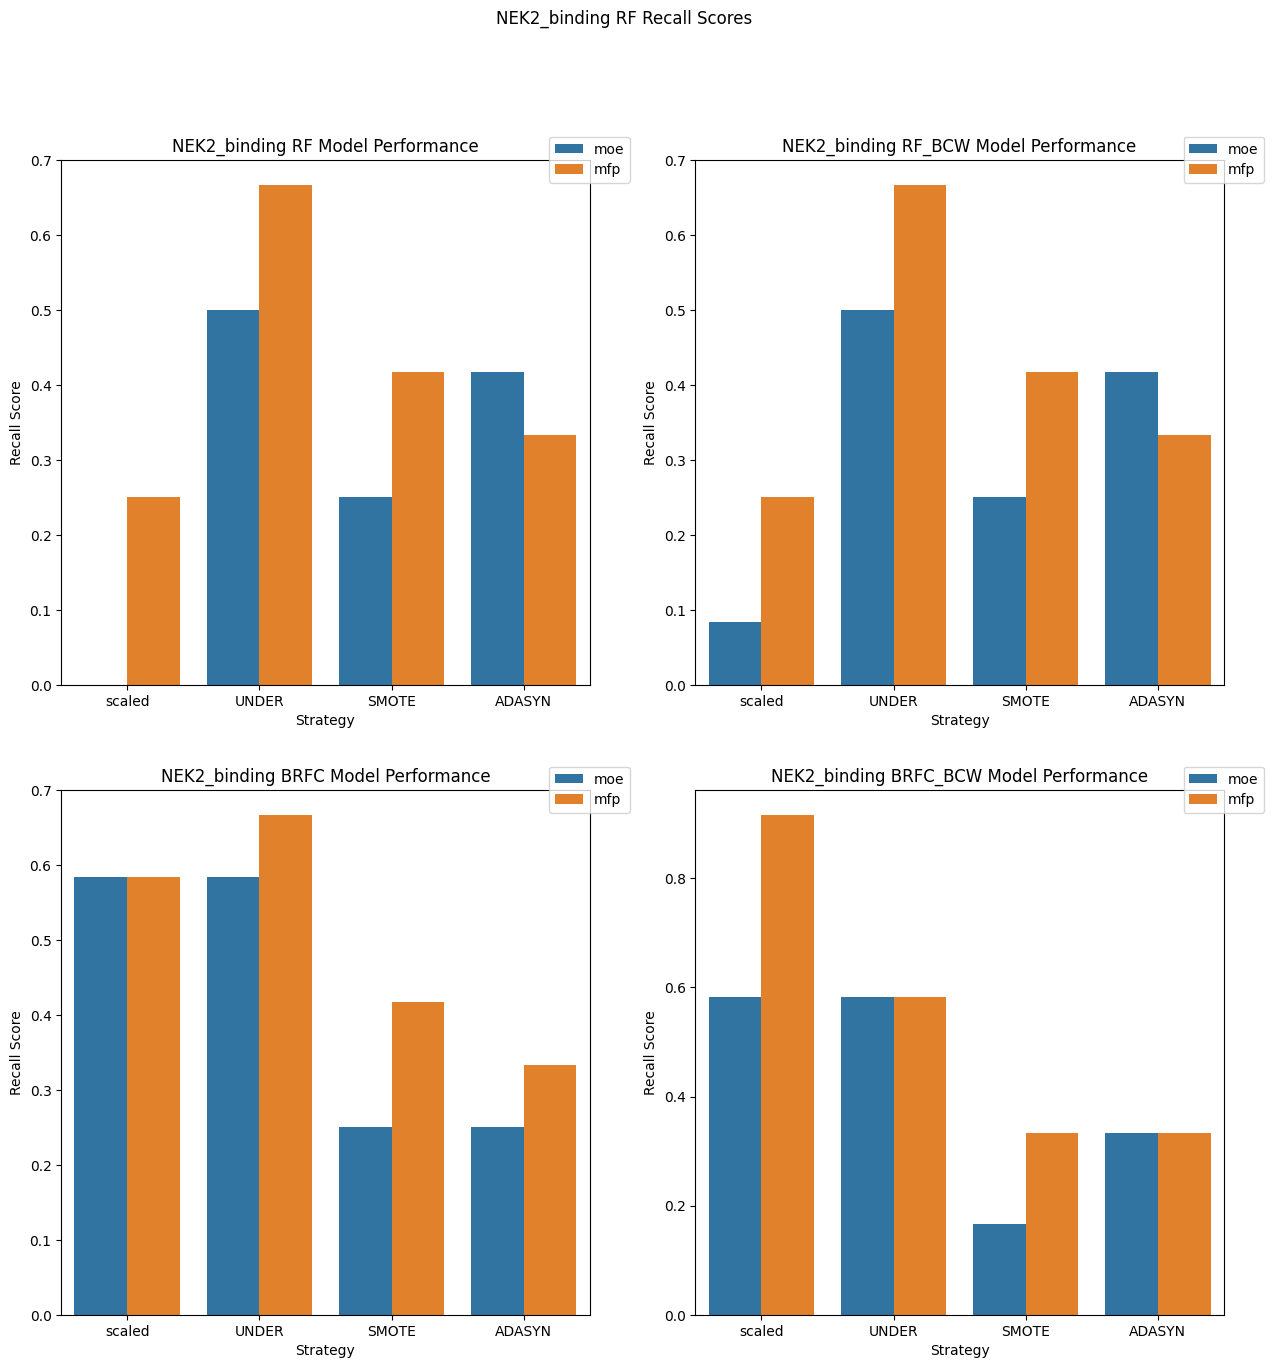 NEK2_binding RF Recall Scores
NEK2_binding RF Model Performance
moe
mfp
0.7
0.6
0.5
0.4
0.3
0.2
0.1
0.0
Recall Score
scaled UNDER SMOTE ADASYN
Strategy
NEK2_binding RF_BCW Model Performance
moe
mfp
0.7
0.6
0.5
0.4
0.3
0.2
0.1
0.0
Recall Score
scaled UNDER SMOTE ADASYN
Strategy
NEK2_binding BRFC Model Performance
moe
mfp
0.7
0.6
0.5
0.4
0.3
0.2
0.1
0.0
Recall Score
scaled UNDER SMOTE ADASYN
Strategy
NEK2_binding BRFC_BCW Model Performance
moe
mfp
0.8
0.6
0.4
0.2
0.0
Recall Score
scaled UNDER SMOTE ADASYN
Strategy